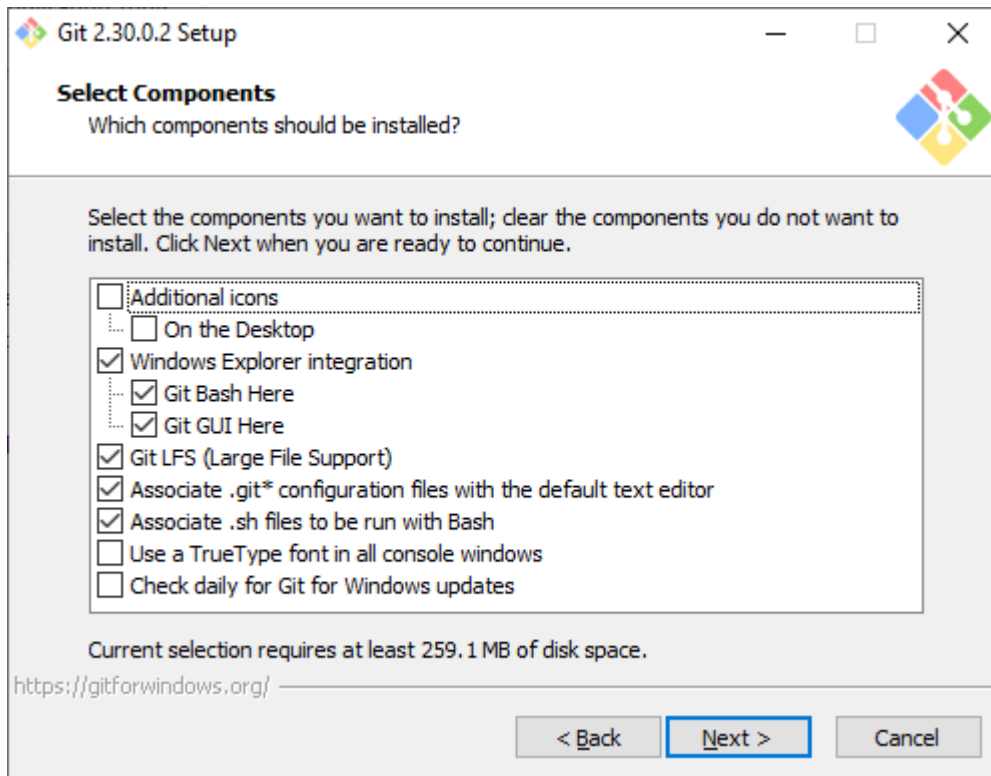 Git 2.30.0.2 Setup
Select Components
Which components should be installed?
Select the components you want to install; clear the components you do not want to
install. Click Next when you are ready to continue.
Additional icons
On the Desktop
Windows Explorer integration
Git Bash Here
Git GUI Here
Git LFS (Large File Support)
Associate .git* configuration files with the default text editor
Associate .sh files to be run with Bash
Use a TrueType font in all console windows
Check daily for Git for Windows updates
Current selection requires at least 259.1 MB of disk space.
https://gitforwindows.org/
< Back
Next >
Cancel